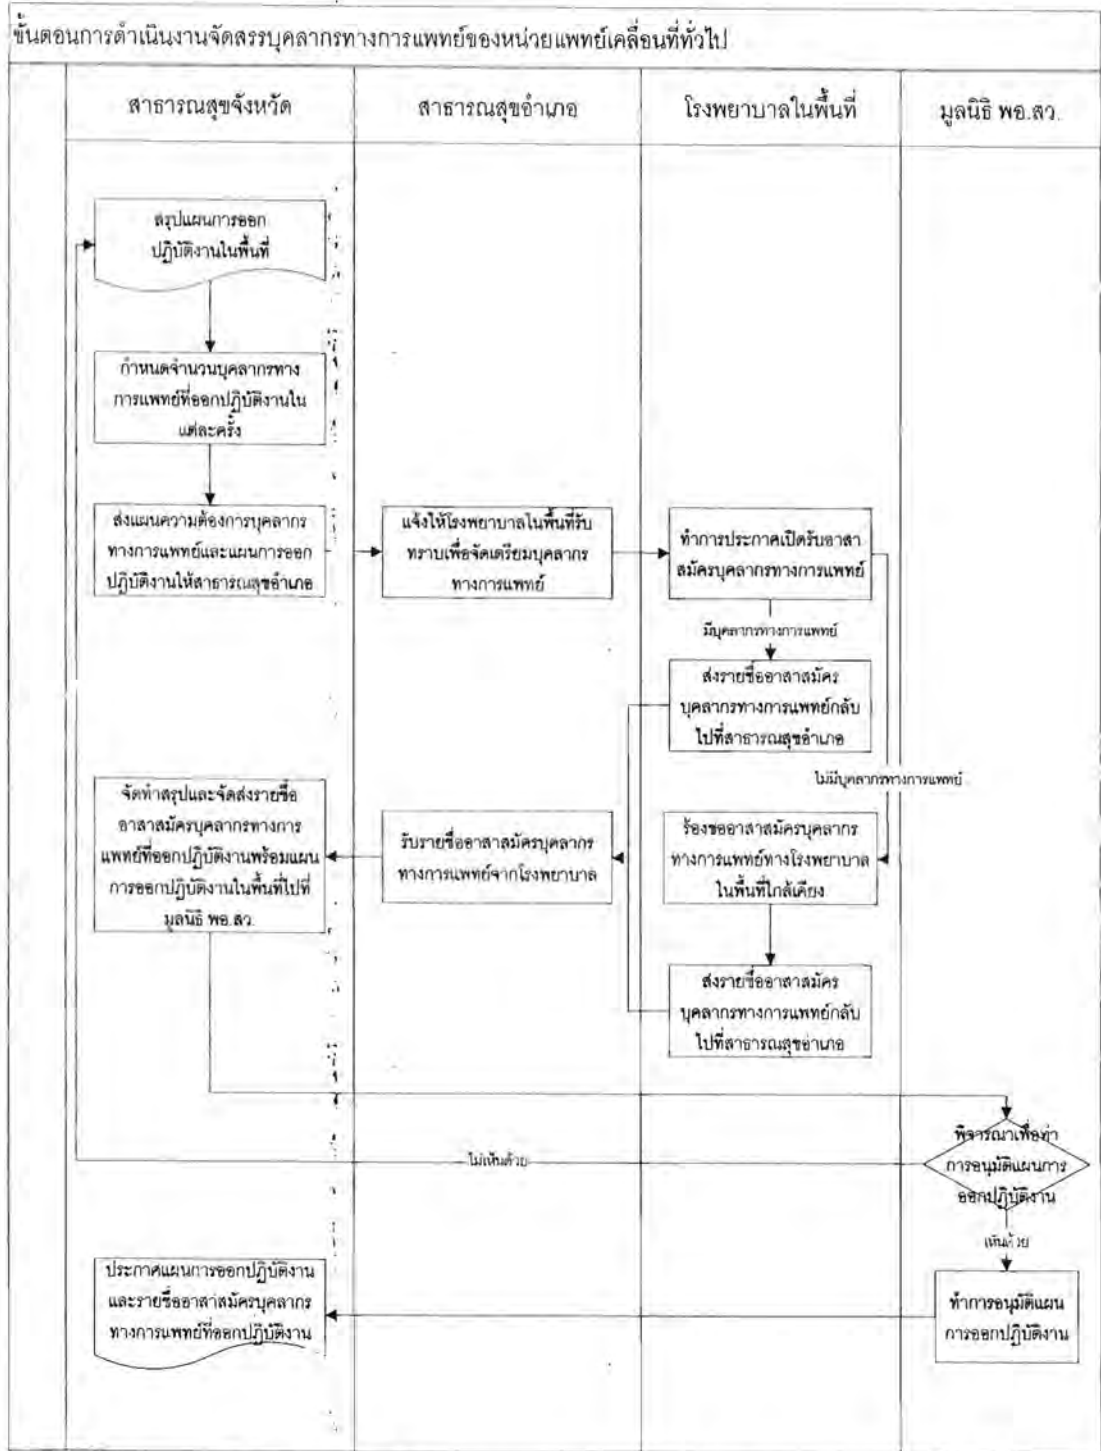 ขั้นตอนการดำเนินงานจัดสรรบุคลากรทางการแพทย์ของหน่วยแพทย์เคลื่อนที่ทั่วไป
สาธารณสุขจังหวัด
สาธารณสุขอำเภอ
โรงพยาบาลในพื้นที่
มูลนิธิ พอ.สว.
สรุปแผนการออก
ปฏิบัติงานในพื้นที่
กำหนดจำนวนบุคลากรทาง
การแพทย์ที่ออกปฏิบัติงานใน
แต่ละครั้ง
ส่งแผนความต้องการบุคลากร
ทางการแพทย์และแผนการออก
ปฏิบัติงานให้สาธารณสุขอำเภอ
แจ้งให้โรงพยาบาลในพื้นที่รับ
ทราบเพื่อจัดเตรียมบุคลากร
ทางการแพทย์
ทำการประกาศเปิดรับอาสา
สมัครบุคลากรทางการแพทย์
มีบุคลากรทางการแพทย์
ส่งรายชื่ออาสาสมัคร
บุคลากรทางการแพทย์กลับ
ไปที่สาธารณสุขอำเภอ
ไม่มีบุคลากรทางการแพทย์
จัดทำสรุปและจัดส่งรายชื่อ
อาสาสมัครบุคลากรทางการ
แพทย์ที่ออกปฏิบัติงานพร้อมแผน
การออกปฏิบัติงานในพื้นที่ไปที่
มูลนิธิ พอ.สว.
รับรายชื่ออาสาสมัครบุคลากร
ทางการแพทย์จากโรงพยาบาล
ร้องขออาสาสมัครบุคลากร
ทางการแพทย์ทางโรงพยาบาล
ในพื้นที่ใกล้เคียง
ส่งรายชื่ออาสาสมัคร
บุคลากรทางการแพทย์กลับ
ไปที่สาธารณสุขอำเภอ
พิจารณาเพื่อทำ
การอนุมัติแผนการ
ออกปฏิบัติงาน
ไม่เห็นด้วย
เห็นด้วย
ประกาศแผนการออกปฏิบัติงาน
และรายชื่ออาสาสมัครบุคลากร
ทางการแพทย์ที่ออกปฏิบัติงาน
ทำการอนุมัติแผน
การออกปฏิบัติงาน